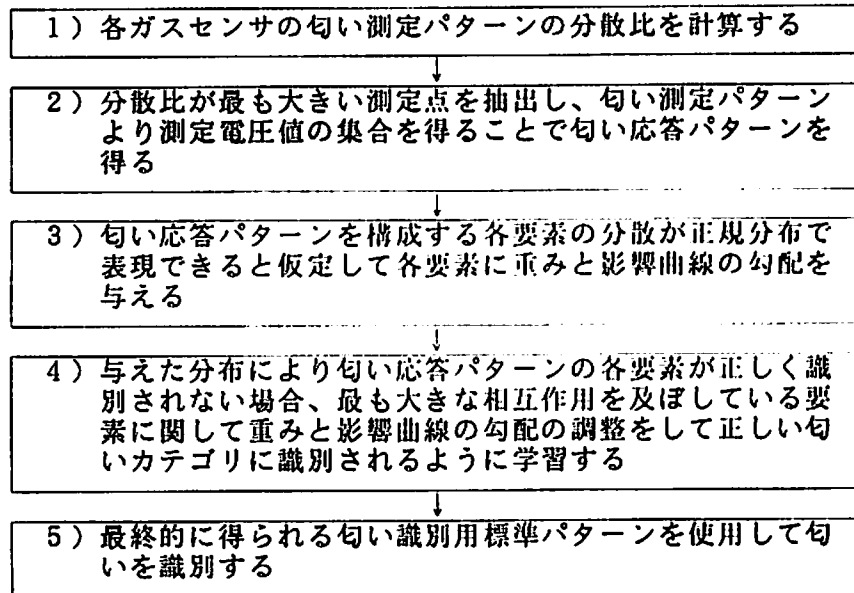 1）各ガスセンサの匂い測定パターンの分散比を計算する
2）分散比が最も大きい測定点を抽出し、匂い測定パターン
より測定電圧値の集合を得ることで匂い応答パターンを
得る
3）匂い応答パターンを構成する各要素の分散が正規分布で
表現できると仮定して各要素に重みと影響曲線の勾配を
与える
4）与えた分布により匂い応答パターンの各要素が正しく識
別されない場合、最も大きな相互作用を及ぼしている要
素に関して重みと影響曲線の勾配の調整をして正しい匂
いカテゴリに識別されるように学習する
5）最終的に得られる匂い識別用標準パターンを使用して匂
いを識別する